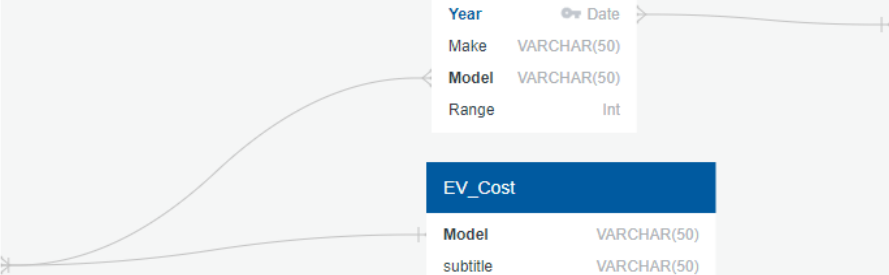 Year Date
Make VARCHAR(50)
Model VARCHAR(50)
Range Int
EV_Cost
Model VARCHAR(50)
subtitle VARCHAR(50)